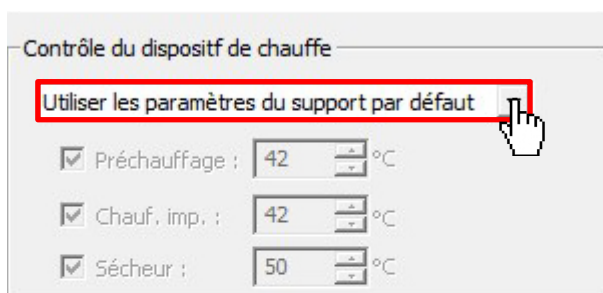 Contrôle du dispositf de chauffe
Utiliser les paramètres du support par défaut
Préchauffage : 42 °C
Chauf. imp. : 42 °C
Sécheur : 50 °C